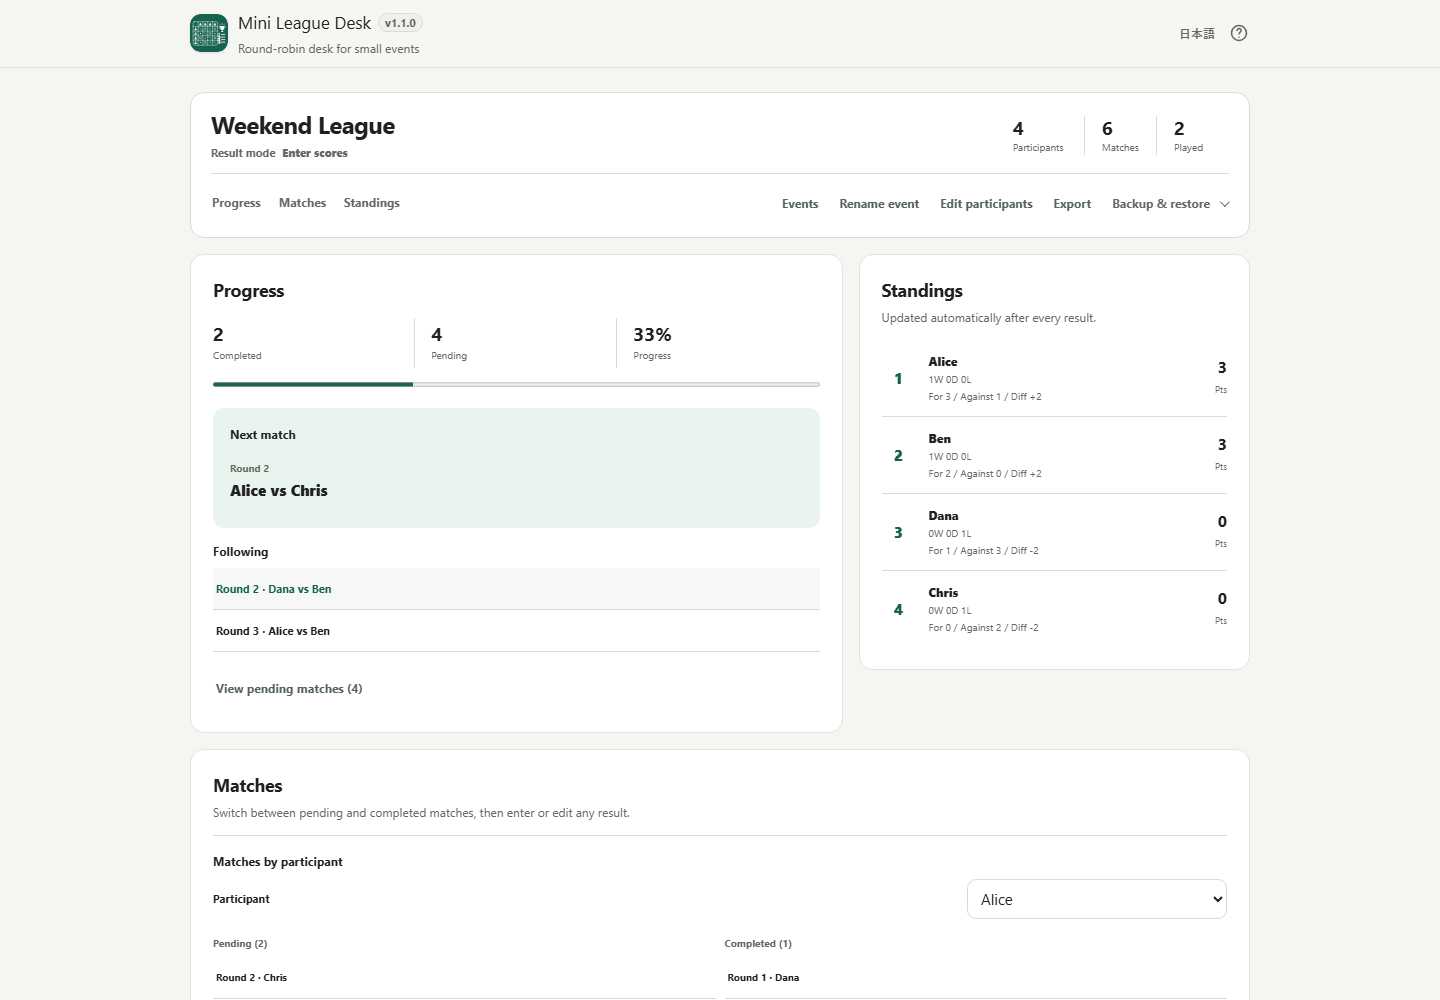 Mini League Desk v1.1.0
Round-robin desk for small events
日本語
Weekend League
Result mode Enter scores
4
Participants
6
Matches
2
Played
Progress Matches Standings
Events Rename event Edit participants Export Backup & restore
Progress
2
Completed
4
Pending
33%
Progress
Next match
Round 2
Alice vs Chris
Following
Round 2 · Dana vs Ben
Round 3 · Alice vs Ben
View pending matches (4)
Standings
Updated automatically after every result.
1
Alice
1W 0D 0L
For 3 / Against 1 / Diff +2
3
Pts
2
Ben
1W 0D 0L
For 2 / Against 0 / Diff +2
3
Pts
3
Dana
0W 0D 1L
For 1 / Against 3 / Diff -2
0
Pts
4
Chris
0W 0D 1L
For 0 / Against 2 / Diff -2
0
Pts
Matches
Switch between pending and completed matches, then enter or edit any result.
Matches by participant
Participant
Alice
Pending (2)
Round 2 · Chris
Completed (1)
Round 1 · Dana